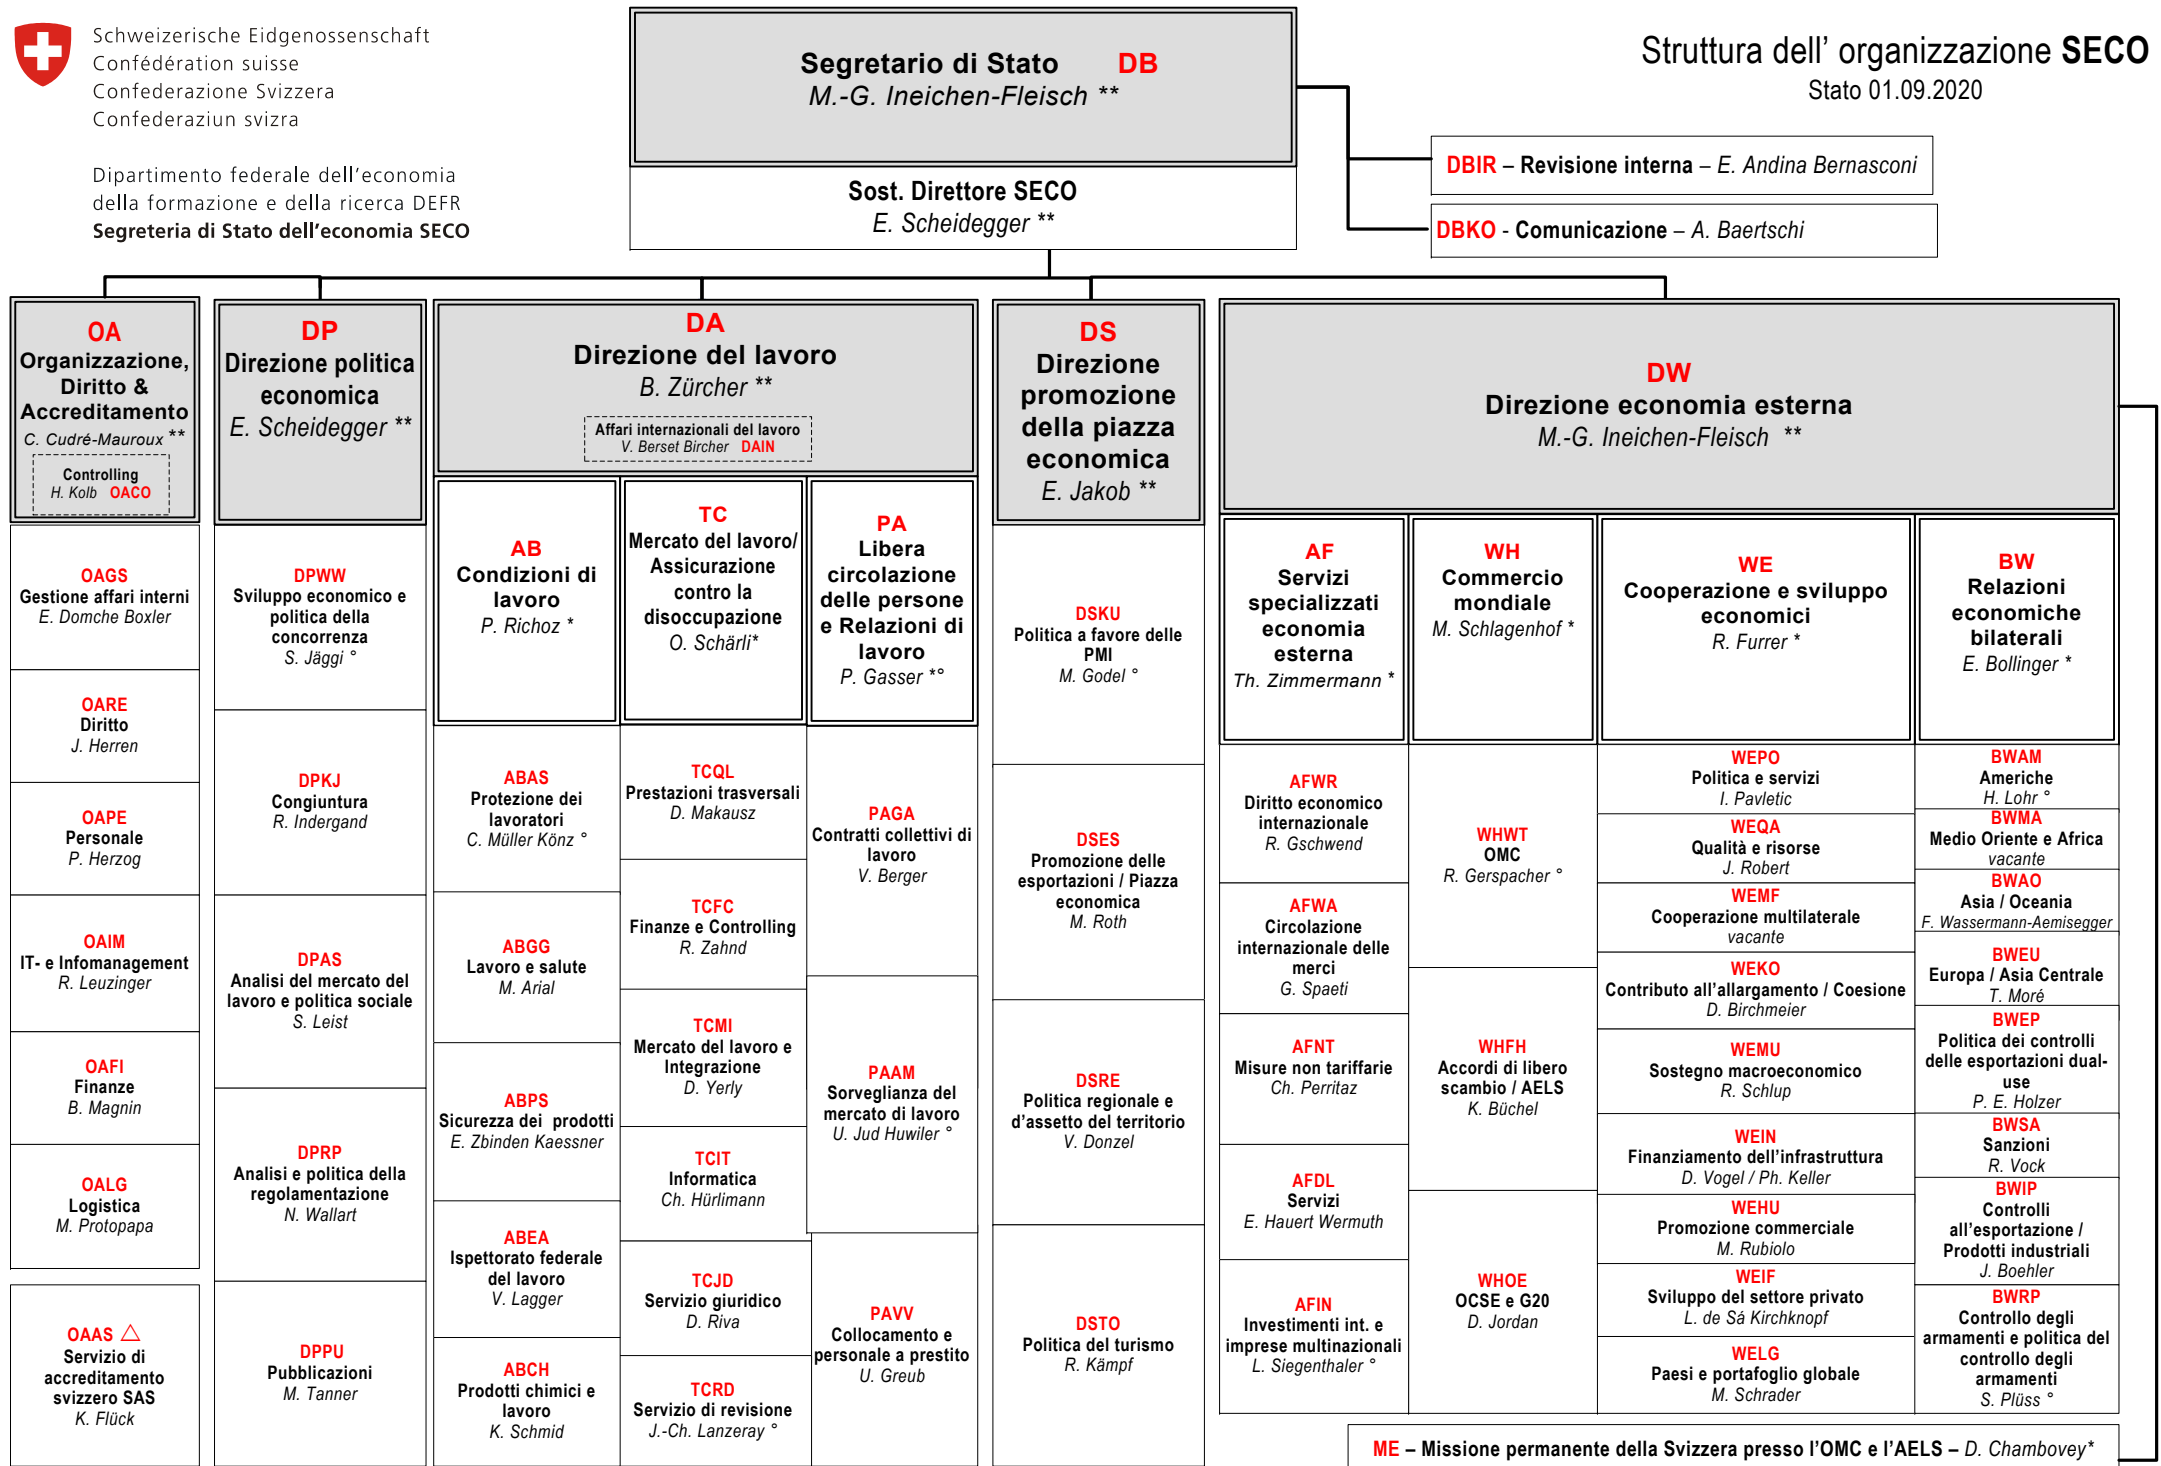 Schweizerische Eidgenossenschaft
Confédération suisse
Confederazione Svizzera
Confederaziun svizra
Dipartimento federale dell'economia
della formazione e della ricerca DEFR
Segreteria di Stato dell'economia SECO
Segretario di Stato DB
M.-G. Ineichen-Fleisch **
Sost. Direttore SECO
E. Scheidegger **
Struttura dell' organizzazione SECO
Stato 01.09.2020
DBIR – Revisione interna – E. Andina Bernasconi
DBKO - Comunicazione – A. Baertschi
OA
Organizzazione,
Diritto &
Accreditamento
C. Cudré-Mauroux **
Controlling
H. Kolb OACO
OAGS
Gestione affari interni
E. Domche Boxler
OARE
Diritto
J. Herren
OAPE
Personale
P. Herzog
OAIM
IT- e Infomanagement
R. Leuzinger
OAFI
Finanze
B. Magnin
OALG
Logistica
M. Protopapa
OAAS △
Servizio di
accreditamento
svizzero SAS
K. Flück
DP
Direzione politica
economica
E. Scheidegger **
DPWW
Sviluppo economico e
politica della
concorrenza
S. Jäggi °
DPKJ
Congiuntura
R. Indergand
DPAS
Analisi del mercato del
lavoro e politica sociale
S. Leist
DPRP
Analisi e politica della
regolamentazione
N. Wallart
DPPU
Pubblicazioni
M. Tanner
DA
Direzione del lavoro
B. Zürcher **
Affari internazionali del lavoro
V. Berset Bircher DAIN
AB
Condizioni di
lavoro
P. Richoz *
ABAS
Protezione dei
lavoratori
C. Müller Könz °
ABGG
Lavoro e salute
M. Arial
ABPS
Sicurezza dei prodotti
E. Zbinden Kaessner
ABEA
Ispettorato federale
del lavoro
V. Lagger
ABCH
Prodotti chimici e
lavoro
K. Schmid
TC
Mercato del lavoro/
Assicurazione
contro la
disoccupazione
O. Schärli*
TCQL
Prestazioni trasversali
D. Makausz
TCFC
Finanze e Controlling
R. Zahnd
TCMI
Mercato del lavoro e
Integrazione
D. Yerly
TCIT
Informatica
Ch. Hürlimann
TCJD
Servizio giuridico
D. Riva
TCRD
Servizio di revisione
J.-Ch. Lanzeray °
PA
Libera
circolazione
delle persone
e Relazioni di
lavoro
P. Gasser *°
PAGA
Contratti collettivi di
lavoro
V. Berger
PAAM
Sorveglianza del
mercato di lavoro
U. Jud Huwiler °
PAVV
Collocamento e
personale a prestito
U. Greub
DS
Direzione
promozione
della piazza
economica
E. Jakob **
DSKU
Politica a favore delle
PMI
M. Godel °
DSES
Promozione delle
esportazioni / Piazza
economica
M. Roth
DSRE
Politica regionale e
d'assetto del territorio
V. Donzel
DSTO
Politica del turismo
R. Kämpf
DW
Direzione economia esterna
M.-G. Ineichen-Fleisch **
AF
Servizi
specializzati
economia
esterna
Th. Zimmermann *
AFWR
Diritto economico
internazionale
R. Gschwend
AFWA
Circolazione
internazionale delle
merci
G. Spaeti
AFNT
Misure non tariffarie
Ch. Perritaz
AFDL
Servizi
E. Hauert Wermuth
AFIN
Investimenti int. e
imprese multinazionali
L. Siegenthaler °
WH
Commercio
mondiale
M. Schlagenhof *
WHWT
OMC
R. Gerspacher °
WHFH
Accordi di libero
scambio / AELS
K. Büchel
WHOE
OCSE e G20
D. Jordan
WE
Cooperazione e sviluppo
economici
R. Furrer *
WEPO
Politica e servizi
I. Pavletic
WEQA
Qualità e risorse
J. Robert
WEMF
Cooperazione multilaterale
vacante
WEKO
Contributo all'allargamento / Coesione
D. Birchmeier
WEMU
Sostegno macroeconomico
R. Schlup
WEIN
Finanziamento dell'infrastruttura
D. Vogel / Ph. Keller
WEHU
Promozione commerciale
M. Rubiolo
WEIF
Sviluppo del settore privato
L. de Sá Kirchknopf
WELG
Paesi e portafoglio globale
M. Schrader
BW
Relazioni
economiche
bilaterali
E. Bollinger *
BWAM
Americhe
H. Lohr °
BWMA
Medio Oriente e Africa
vacante
BWAO
Asia / Oceania
F. Wassermann-Aemisegger
BWEU
Europa / Asia Centrale
T. Moré
BWEP
Politica dei controlli
delle esportazioni dual-
use
P. E. Holzer
BWSA
Sanzioni
R. Vock
BWIP
Controlli
all'esportazione /
Prodotti industriali
J. Boehler
BWRP
Controllo degli
armamenti e politica del
controllo degli
armamenti
S. Plüss °
ME – Missione permanente della Svizzera presso l'OMC e l'AELS – D. Chambovey*